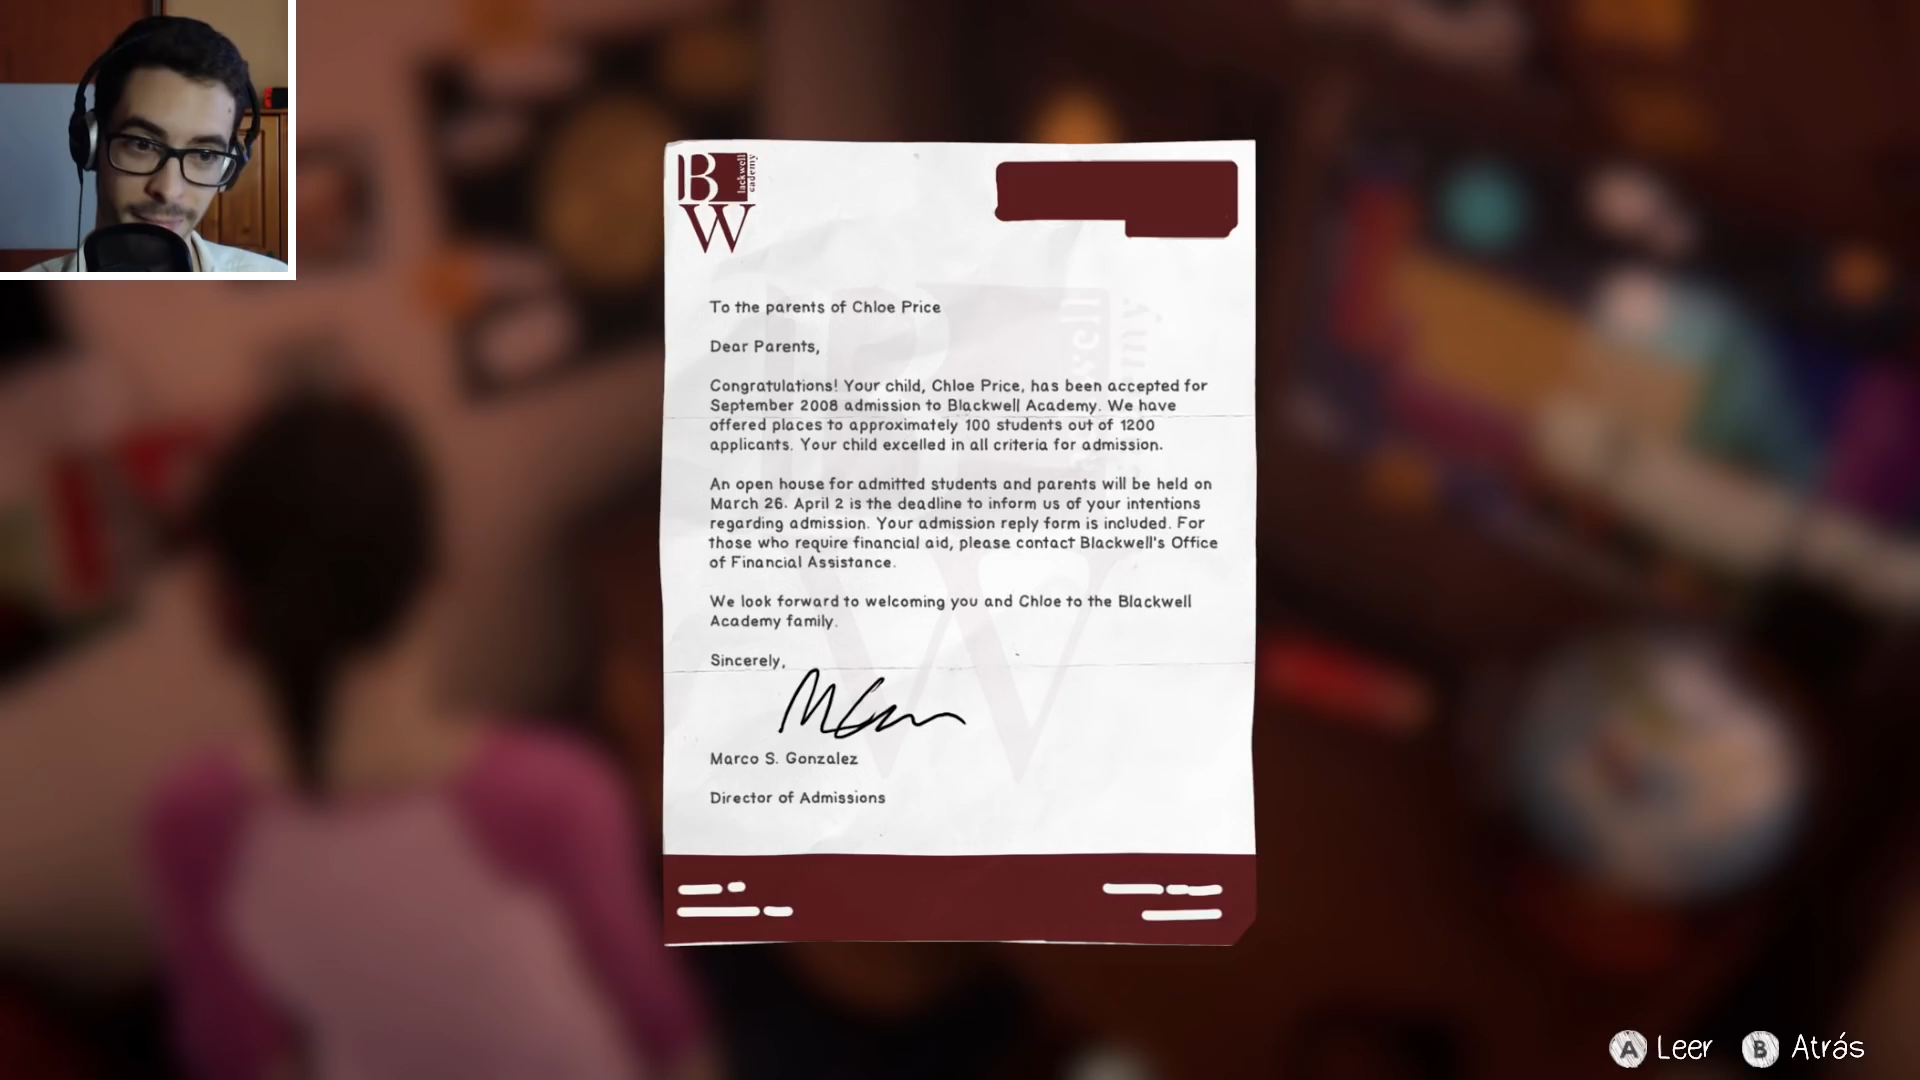 B
lackwell
cademy
W
To the parents of Chloe Price
Dear Parents,
Congratulations! Your child, Chloe Price, has been accepted for
September 2008 admission to Blackwell Academy. We have
offered places to approximately 100 students out of 1200
applicants. Your child excelled in all criteria for admission.
An open house for admitted students and parents will be held on
March 26. April 2 is the deadline to inform us of your intentions
regarding admission. Your admission reply form is included. For
those who require financial aid, please contact Blackwell's Office
of Financial Assistance.
We look forward to welcoming you and Chloe to the Blackwell
Academy family.
Sincerely,
Marco S. Gonzalez
Director of Admissions
A Leer B Atrás